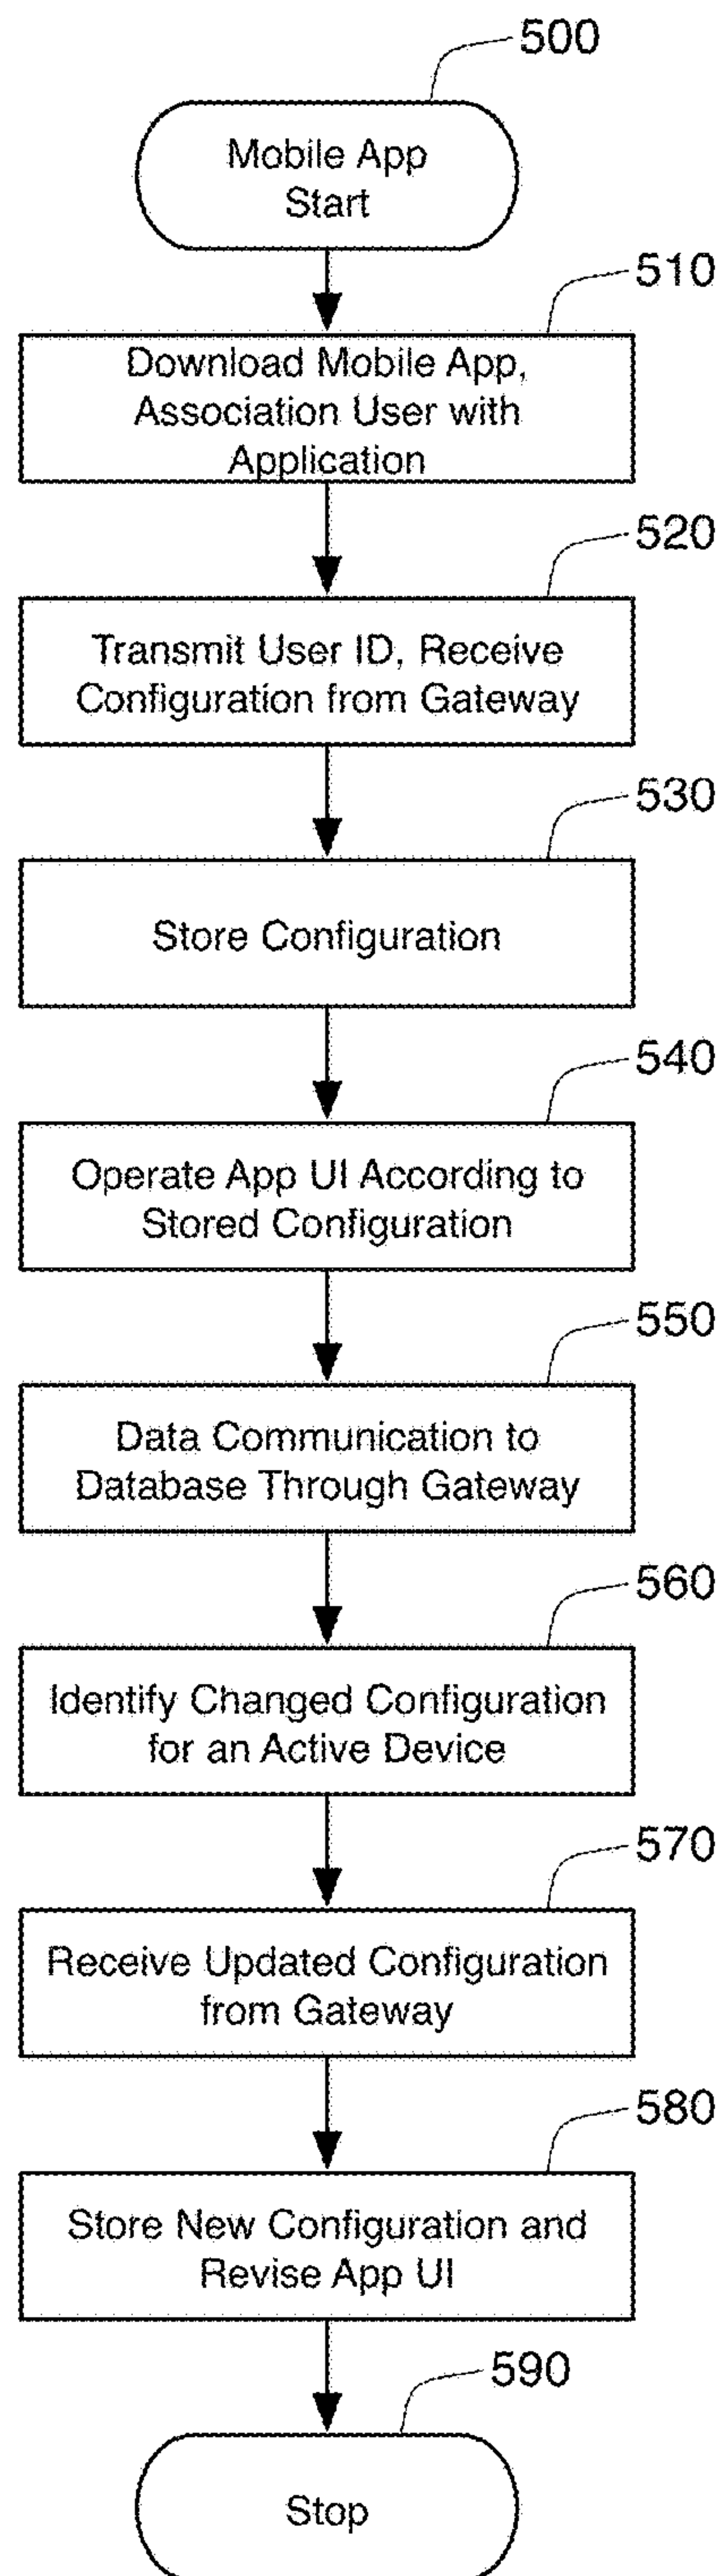 500
Mobile App
Start
510
Download Mobile App,
Association User with
Application
520
Transmit User ID, Receive
Configuration from Gateway
530
Store Configuration
540
Operate App UI According to
Stored Configuration
550
Data Communication to
Database Through Gateway
560
Identify Changed Configuration
for an Active Device
570
Receive Updated Configuration
from Gateway
580
Store New Configuration and
Revise App UI
590
Stop